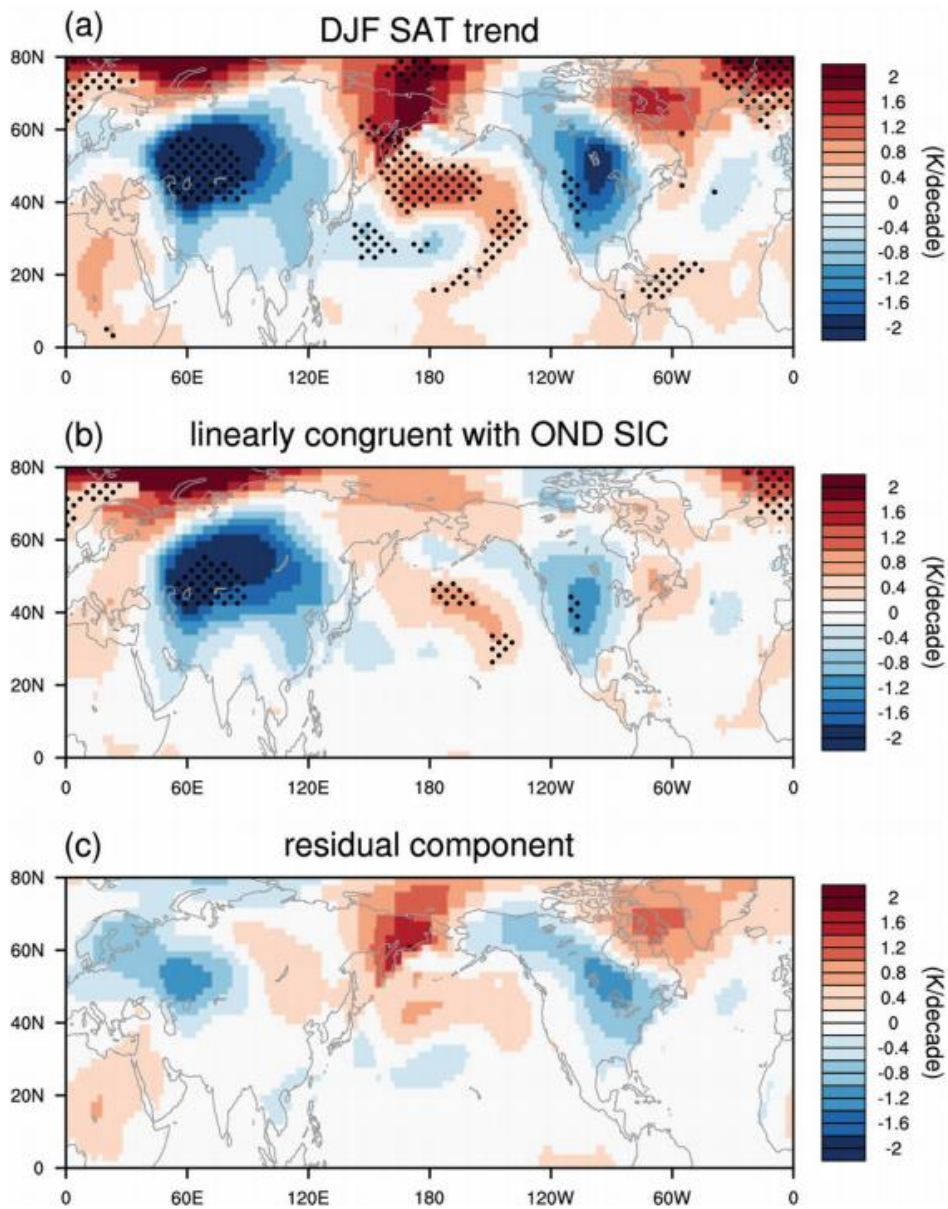 (a) DJF SAT trend
80N
60N
40N
20N
0
0 60E 120E 180 120W 60W 0
2
1.6
1.2
0.8
0.4
0
-0.4
-0.8
-1.2
-1.6
-2
(K/decade)
(b) linearly congruent with OND SIC
80N
60N
40N
20N
0
0 60E 120E 180 120W 60W 0
2
1.6
1.2
0.8
0.4
0
-0.4
-0.8
-1.2
-1.6
-2
(K/decade)
(c) residual component
80N
60N
40N
20N
0
0 60E 120E 180 120W 60W 0
2
1.6
1.2
0.8
0.4
0
-0.4
-0.8
-1.2
-1.6
-2
(K/decade)